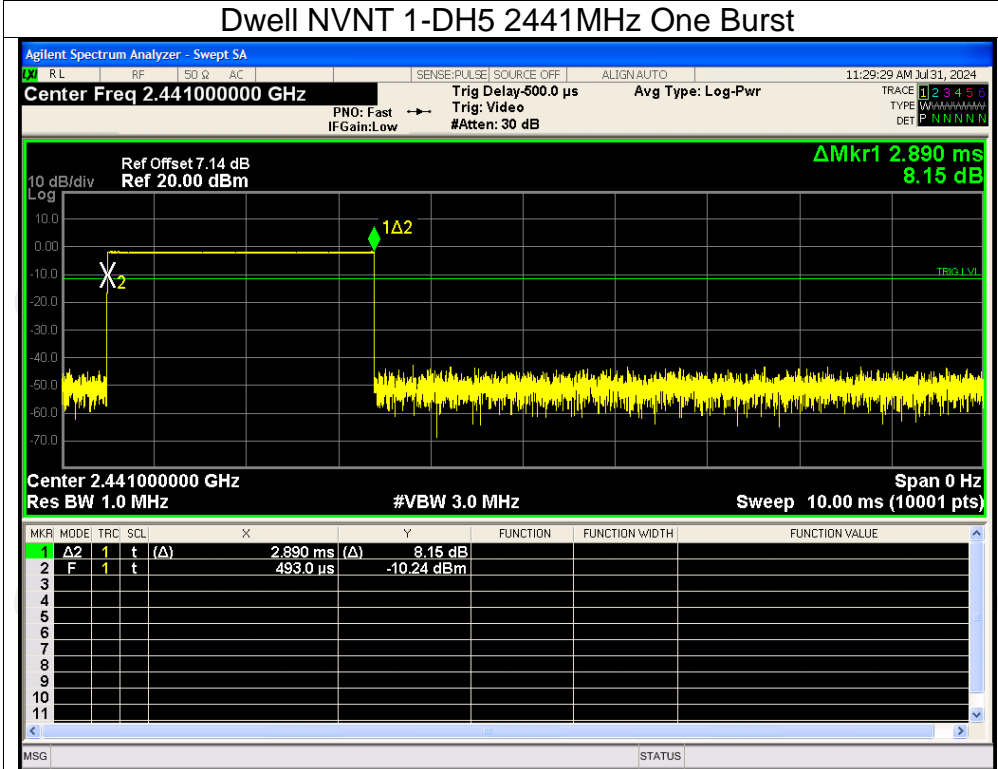 Dwell NVNT 1-DH5 2441MHz One Burst
Agilent Spectrum Analyzer - Swept SA
LXI RL RF 50 Ω AC SENSE:PULSE SOURCE OFF ALIGN AUTO 11:29:29 AM Jul 31, 2024
Center Freq 2.441000000 GHz Trig Delay-500.0 µs Avg Type: Log-Pwr TRACE 1 2 3 4 5 6
PNO: Fast Trig: Video TYPE WWWWWW
IFGain:Low #Atten: 30 dB DET P N N N N N
ΔMkr1 2.890 ms
8.15 dB
Ref Offset 7.14 dB
10 dB/div Ref 20.00 dBm
Log
10.0
1Δ2
0.00
-10.0
2
TRIG LVL
-20.0
-30.0
-40.0
-50.0
-60.0
-70.0
Center 2.441000000 GHz Span 0 Hz
Res BW 1.0 MHz #VBW 3.0 MHz Sweep 10.00 ms (10001 pts)
MKR MODE TRC SCL X Y FUNCTION FUNCTION WIDTH FUNCTION VALUE
1 Δ2 1 t (Δ) 2.890 ms (Δ) 8.15 dB
2 F 1 t 493.0 µs -10.24 dBm
3
4
5
6
7
8
9
10
11
MSG STATUS